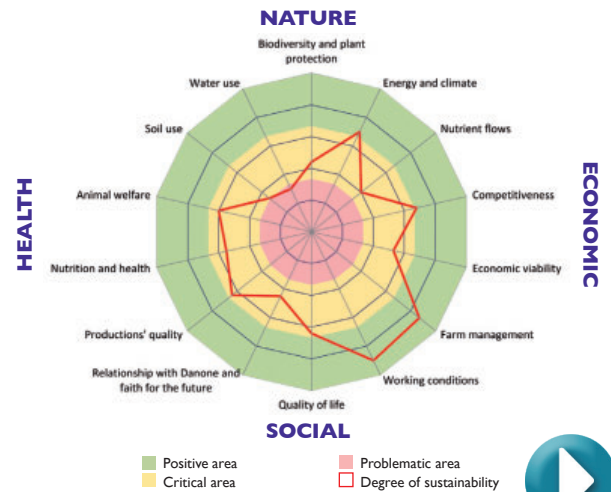 NATURE
Biodiversity and plant
protection
Water use
Energy and climate
Soil use
Nutrient flows
Animal welfare
Competitiveness
HEALTH
ECONOMIC
Nutrition and health
Economic viability
Productions' quality
Farm management
Relationship with Danone and
faith for the future
Working conditions
Quality of life
SOCIAL
Positive area
Problematic area
Critical area
Degree of sustainability